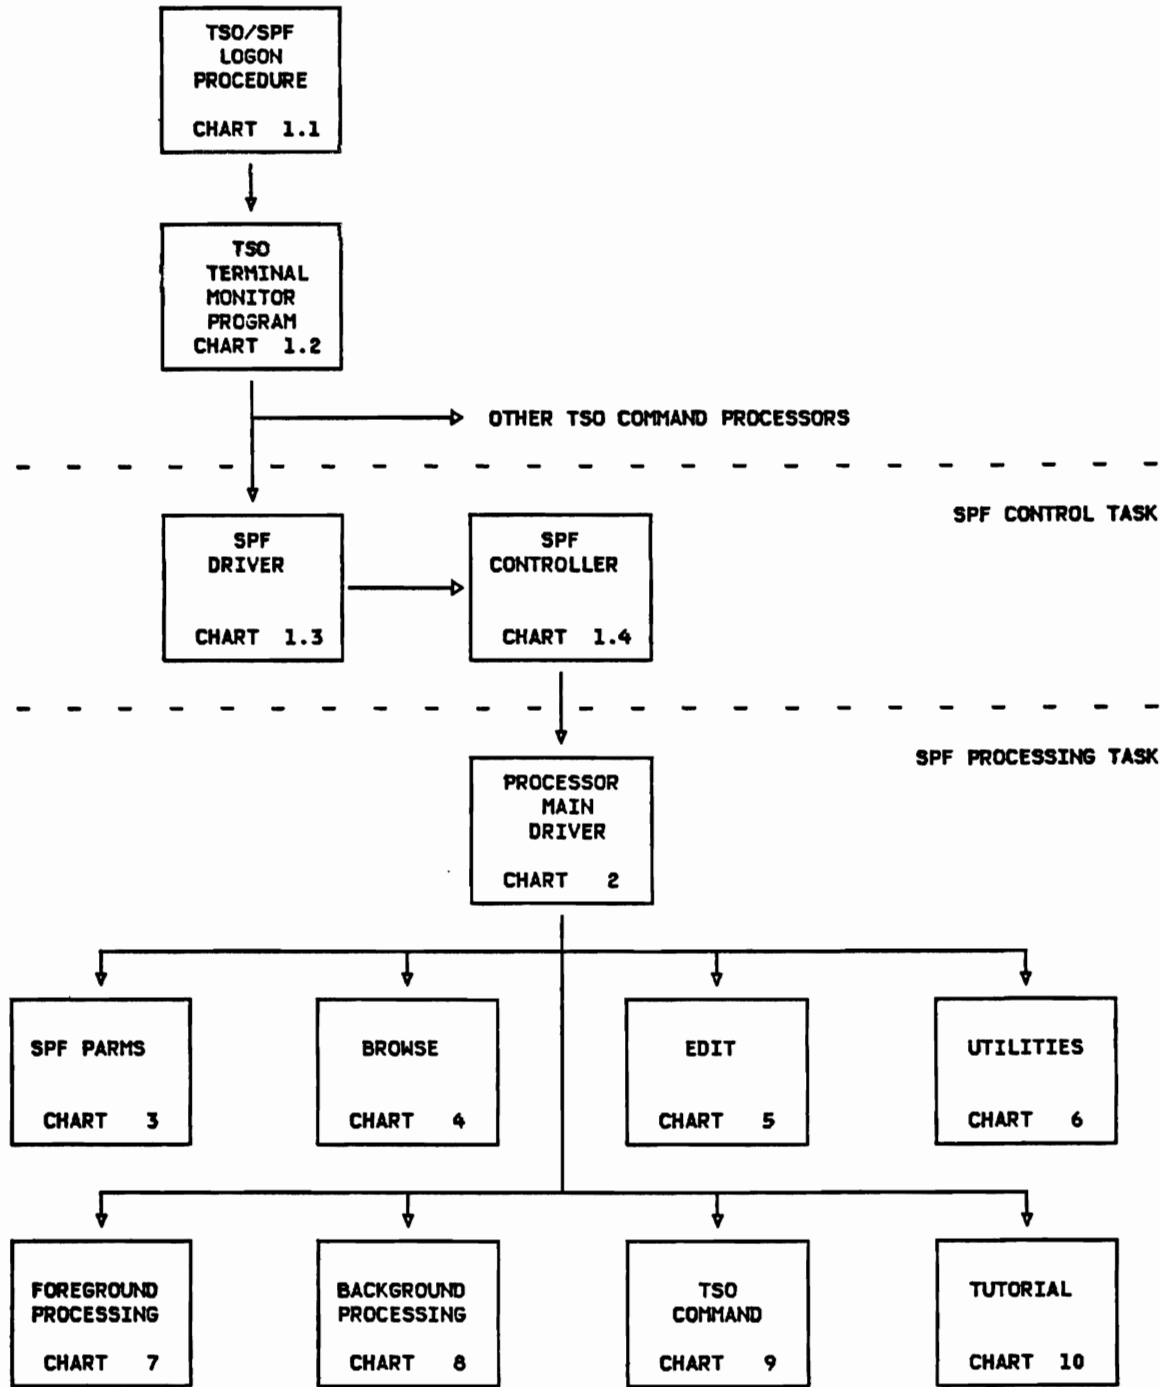 TSO/SPF
LOGON
PROCEDURE
CHART 1.1
TSO
TERMINAL
MONITOR
PROGRAM
CHART 1.2
OTHER TSO COMMAND PROCESSORS
SPF CONTROL TASK
SPF
DRIVER
CHART 1.3
SPF
CONTROLLER
CHART 1.4
SPF PROCESSING TASK
PROCESSOR
MAIN
DRIVER
CHART 2
SPF PARMS
CHART 3
BROWSE
CHART 4
EDIT
CHART 5
UTILITIES
CHART 6
FOREGROUND
PROCESSING
CHART 7
BACKGROUND
PROCESSING
CHART 8
TSO
COMMAND
CHART 9
TUTORIAL
CHART 10